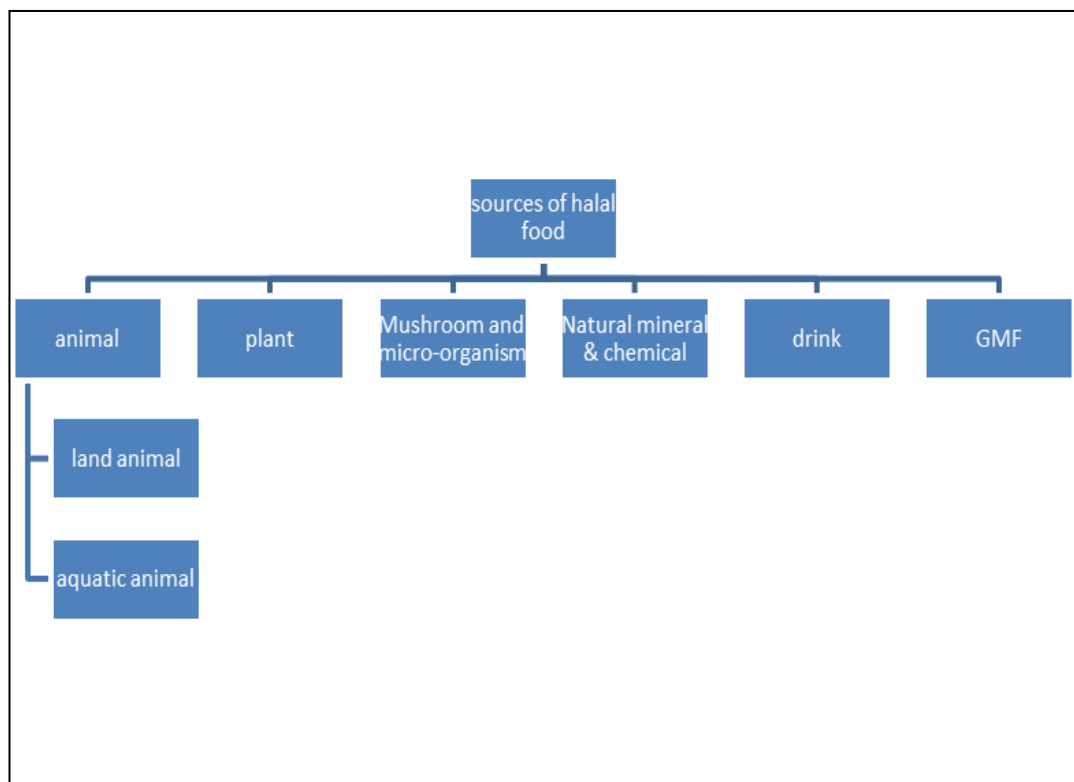 sources of halal
food
animal
plant
Mushroom and
micro-organism
Natural mineral
& chemical
drink
GMF
land animal
aquatic animal